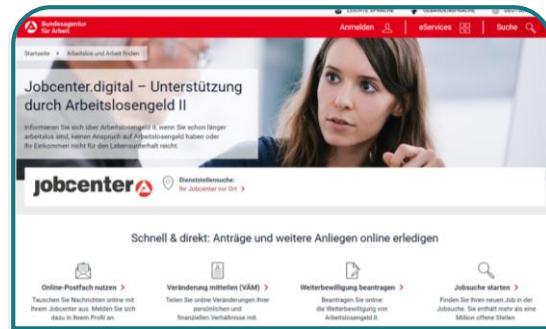 LEICHTE SPRACHE GEBÄRDENSPRACHE
Bundesagentur
für Arbeit
Anmelden eServices Suche
Startseite > Arbeitslos und Arbeit finden
Jobcenter.digital – Unterstützung
durch Arbeitslosengeld II
Informieren Sie sich über Arbeitslosengeld II, wenn Sie schon länger
arbeitslos sind, keinen Anspruch auf Arbeitslosengeld haben oder
Ihr Einkommen nicht für den Lebensunterhalt reicht.
jobcenter
Dienststellensuche:
Ihr Jobcenter vor Ort >
Schnell & direkt: Anträge und weitere Anliegen online erledigen
Online-Postfach nutzen >
Tauschen Sie Nachrichten online mit
Ihrem Jobcenter aus. Melden Sie sich
dazu in Ihrem Profil an.
Veränderung mitteilen (VÄM) >
Teilen Sie online Veränderungen Ihrer
persönlichen und
finanziellen Verhältnisse mit.
Weiterbewilligung beantragen >
Beantragen Sie online
die Weiterbewilligung von
Arbeitslosengeld II.
Jobsuche starten >
Finden Sie Ihren neuen Job in der
Jobsuche. Sie enthält mehr als eine
Million offene Stellen.